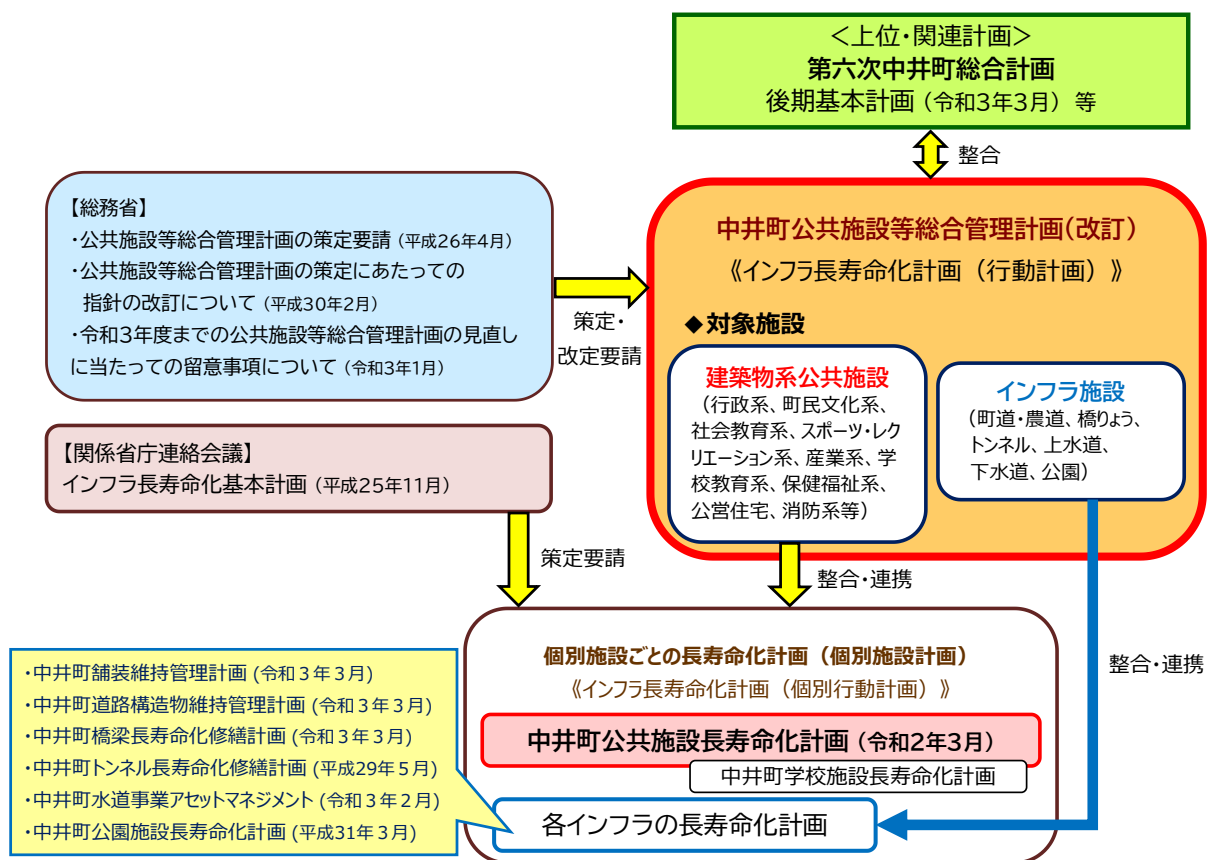 ＜上位・関連計画＞
第六次中井町総合計画
後期基本計画（令和3年3月）等
整合
【総務省】
・公共施設等総合管理計画の策定要請（平成26年4月）
・公共施設等総合管理計画の策定にあたっての
指針の改訂について（平成30年2月）
・令和3年度までの公共施設等総合管理計画の見直し
に当たっての留意事項について（令和3年1月）
策定・
改定要請
中井町公共施設等総合管理計画（改訂）
《インフラ長寿命化計画（行動計画）》
◆対象施設
建築物系公共施設
（行政系、町民文化系、
社会教育系、スポーツ・レク
リエーション系、産業系、学
校教育系、保健福祉系、
公営住宅、消防系等）
インフラ施設
（町道・農道、橋りょう、
トンネル、上水道、
下水道、公園）
【関係省庁連絡会議】
インフラ長寿命化基本計画（平成25年11月）
策定要請
整合・連携
整合・連携
個別施設ごとの長寿命化計画（個別施設計画）
《インフラ長寿命化計画（個別行動計画）》
中井町公共施設長寿命化計画（令和2年3月）
中井町学校施設長寿命化計画
各インフラの長寿命化計画
・中井町舗装維持管理計画（令和３年３月）
・中井町道路構造物維持管理計画（令和３年３月）
・中井町橋梁長寿命化修繕計画（令和３年３月）
・中井町トンネル長寿命化修繕計画（平成29年５月）
・中井町水道事業アセットマネジメント（令和３年２月）
・中井町公園施設長寿命化計画（平成31年３月）